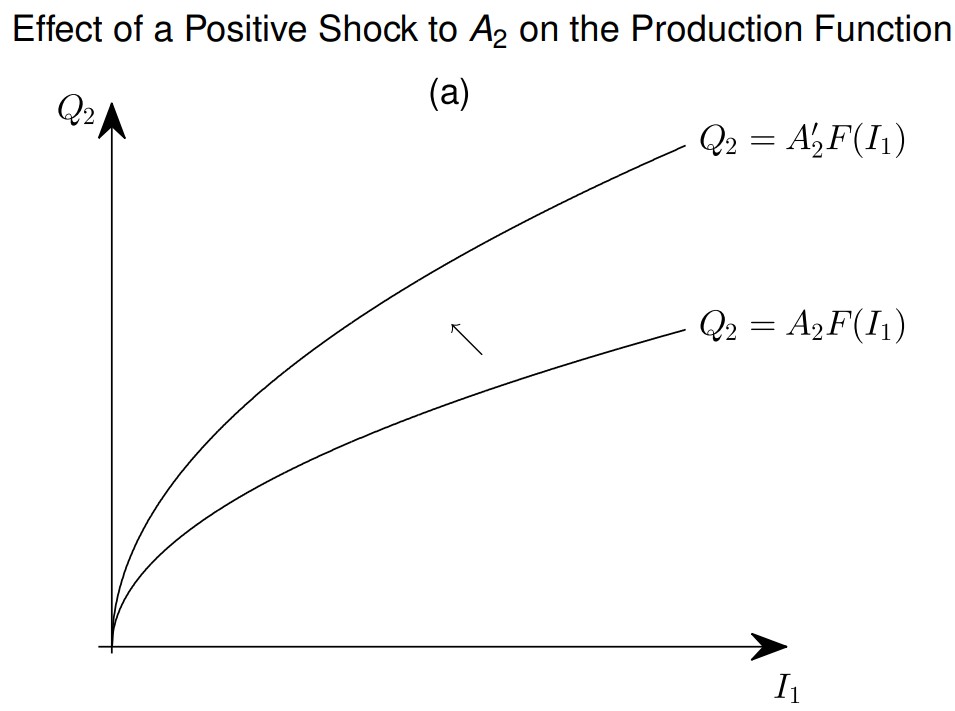 Effect of a Positive Shock to A₂ on the Production Function
(a)
Q₂
Q₂ = A′₂F(I₁)
Q₂ = A₂F(I₁)
I₁